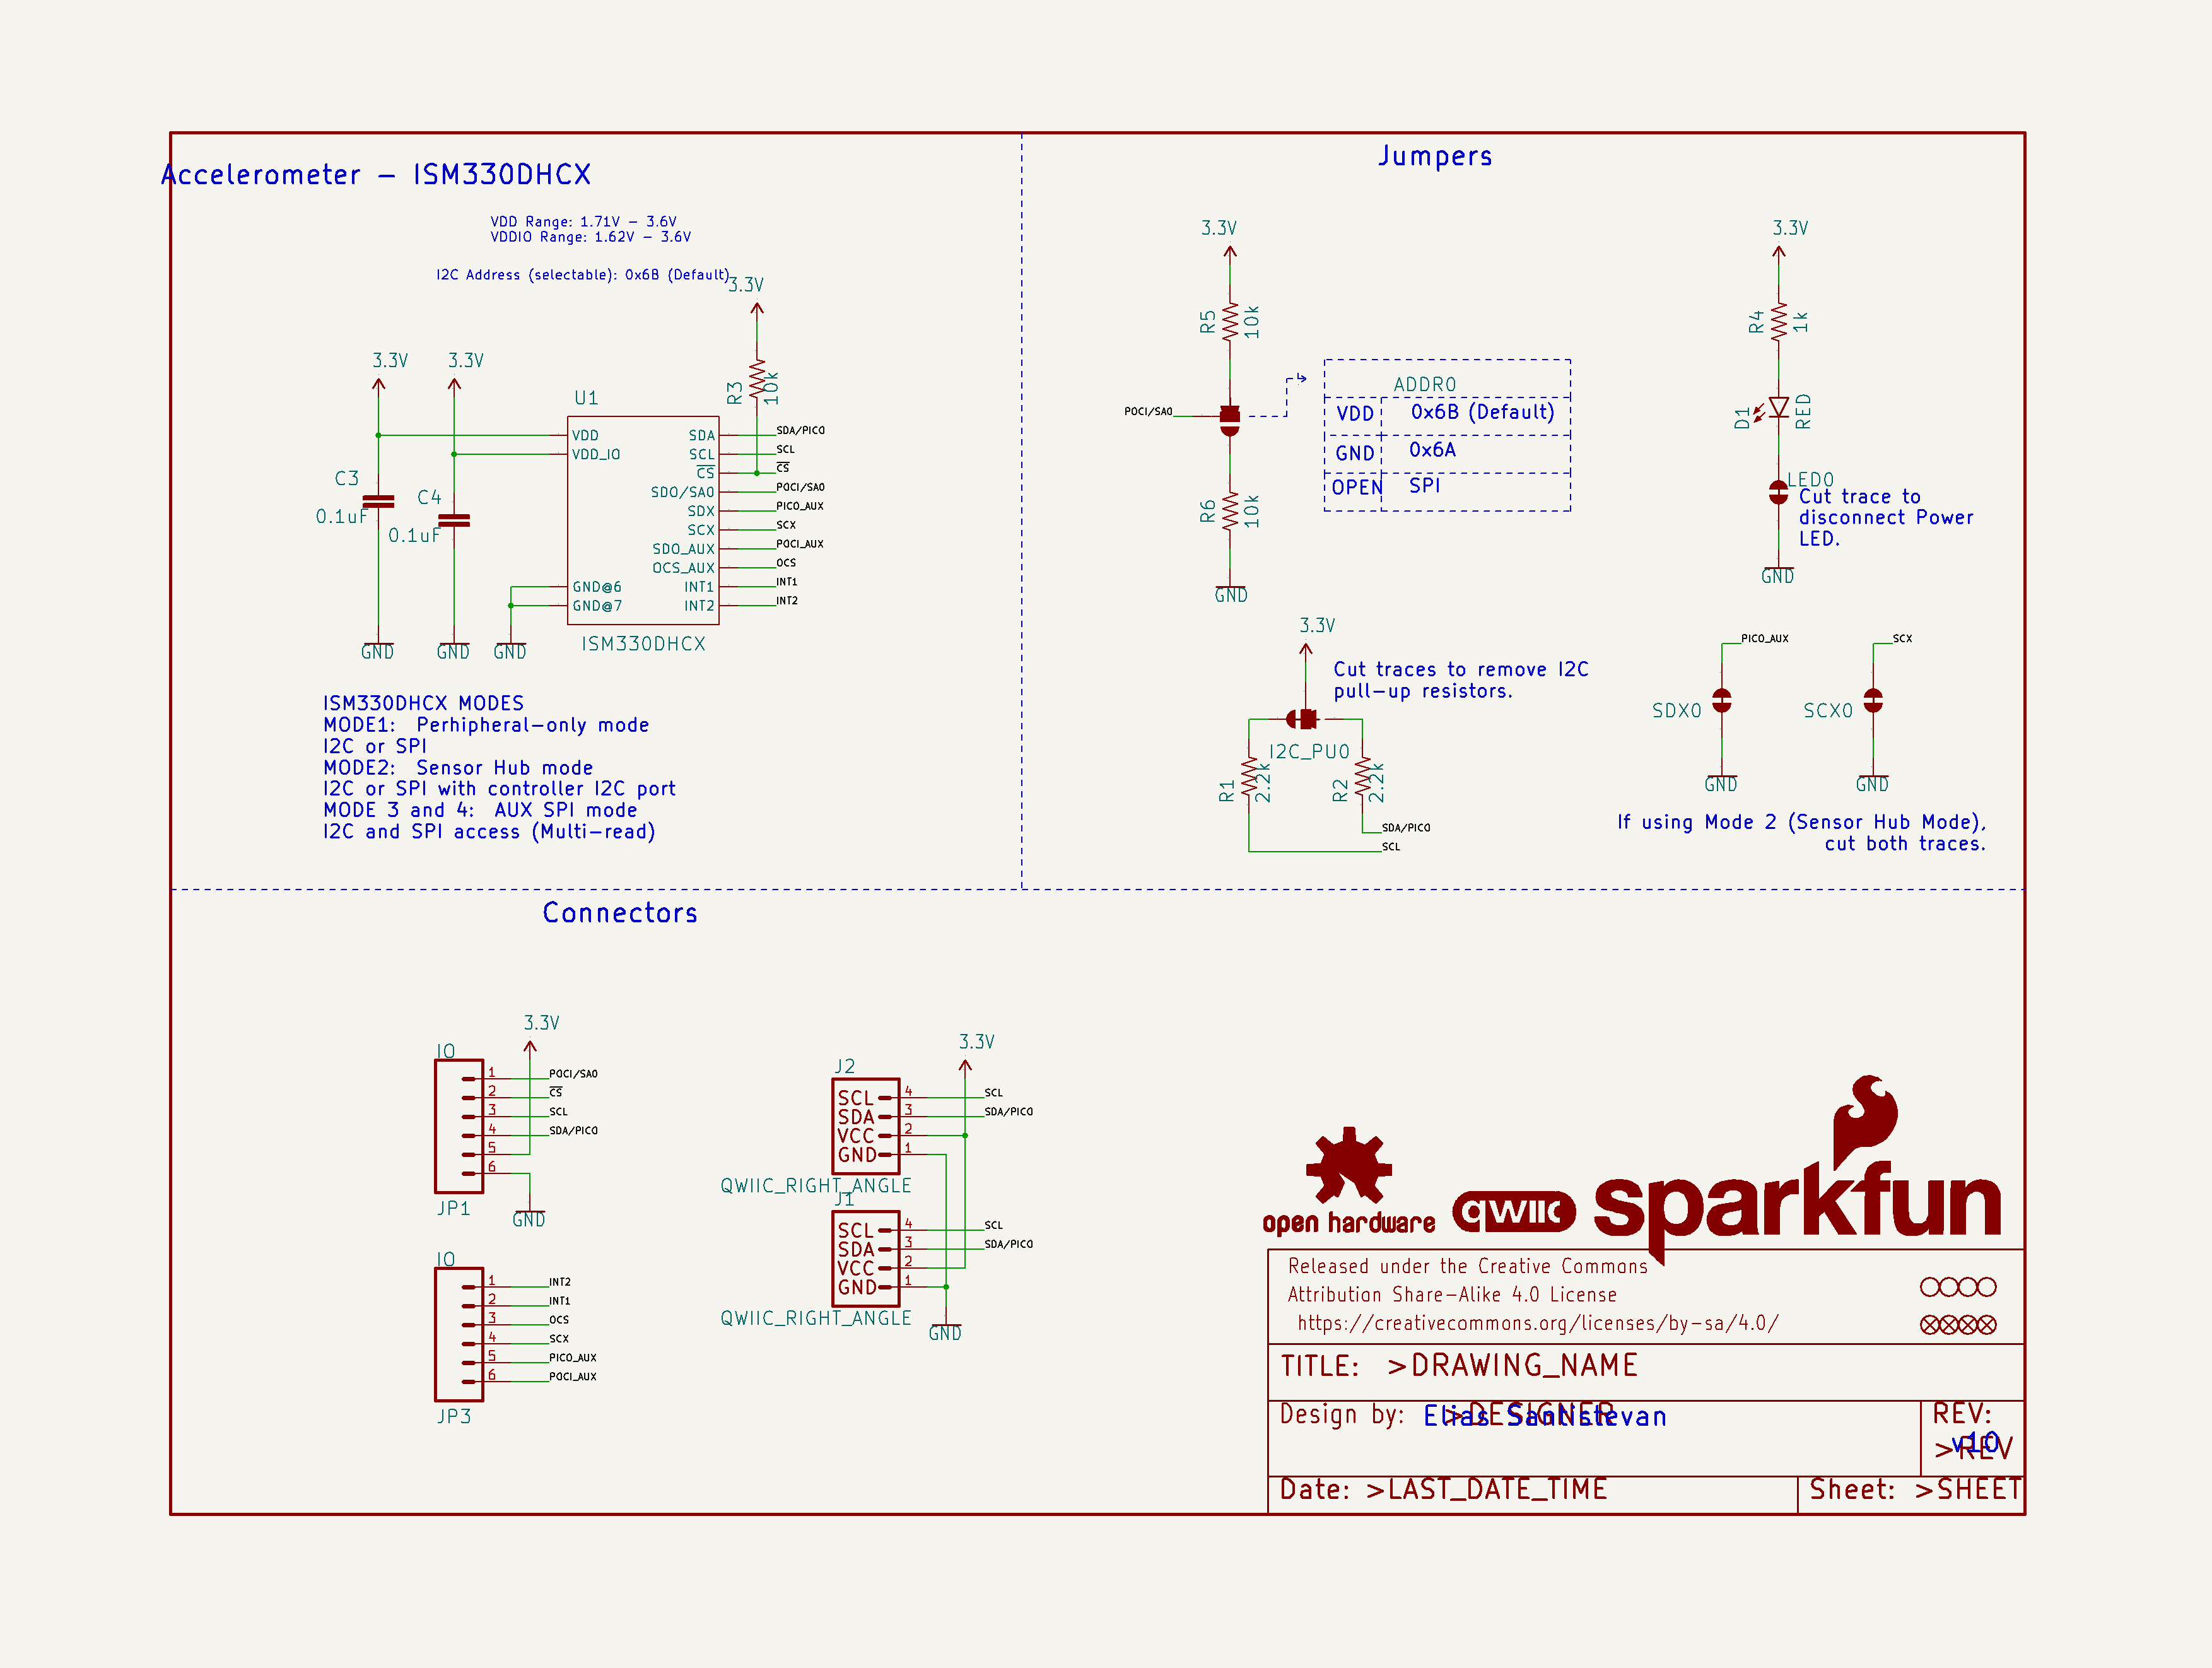 Accelerometer - ISM330DHCX
VDD Range: 1.71V - 3.6V
VDDIO Range: 1.62V - 3.6V
I2C Address (selectable): 0x6B (Default)
3.3V
R3
10k
3.3V
3.3V
U1
VDD
VDD_IO
GND@6
GND@7
SDA
SCL
CS
SDO/SA0
SDX
SCX
SDO_AUX
OCS_AUX
INT1
INT2
SDA/PICO
SCL
CS
POCI/SA0
PICO_AUX
SCX
POCI_AUX
OCS
INT1
INT2
ISM330DHCX
C3
0.1uF
C4
0.1uF
GND
GND
GND
ISM330DHCX MODES
MODE1: Perhipheral-only mode
I2C or SPI
MODE2: Sensor Hub mode
I2C or SPI with controller I2C port
MODE 3 and 4: AUX SPI mode
I2C and SPI access (Multi-read)
Jumpers
3.3V
R5
10k
POCI/SA0
R6
10k
GND
ADDR0
VDD 0x6B (Default)
GND 0x6A
OPEN SPI
3.3V
R4
1k
D1
RED
LED0
Cut trace to
disconnect Power
LED.
GND
3.3V
Cut traces to remove I2C
pull-up resistors.
I2C_PU0
R1
2.2k
R2
2.2k
SDA/PICO
SCL
PICO_AUX
SDX0
GND
SCX
SCX0
GND
If using Mode 2 (Sensor Hub Mode),
cut both traces.
Connectors
3.3V
IO
1 POCI/SA0
2 CS
3 SCL
4 SDA/PICO
5
6
JP1
GND
IO
1 INT2
2 INT1
3 OCS
4 SCX
5 PICO_AUX
6 POCI_AUX
JP3
3.3V
J2
SCL 4 SCL
SDA 3 SDA/PICO
VCC 2
GND 1
QWIIC_RIGHT_ANGLE
J1
SCL 4 SCL
SDA 3 SDA/PICO
VCC 2
GND 1
QWIIC_RIGHT_ANGLE
GND
open hardware
qwiic
sparkfun
Released under the Creative Commons
Attribution Share-Alike 4.0 License
https://creativecommons.org/licenses/by-sa/4.0/
TITLE: >DRAWING_NAME
Design by: >DESIGNER
Elias Santistevan
REV:
>REV
v10
Date: >LAST_DATE_TIME
Sheet: >SHEET